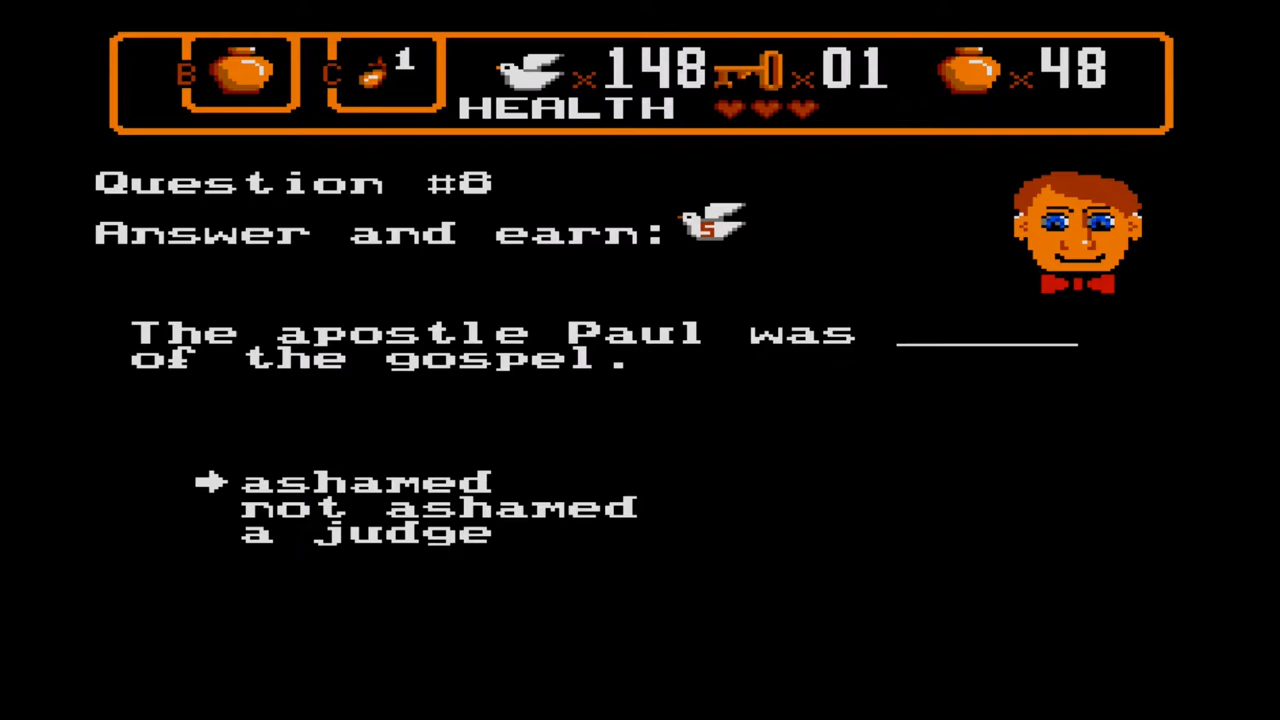 B C 1 ×148 ×01 ×48
HEALTH
Question #8
Answer and earn: 5
The apostle Paul was _______
of the gospel.
ashamed
not ashamed
a judge